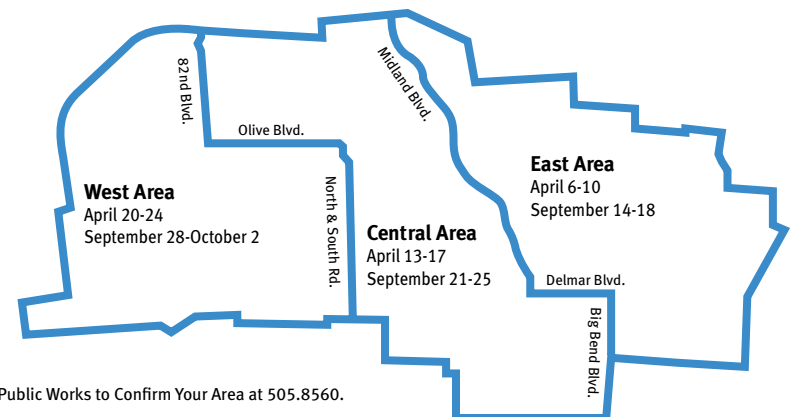 82nd Blvd.
Midland Blvd.
Olive Blvd.
West Area
April 20-24
September 28-October 2
North & South Rd.
Central Area
April 13-17
September 21-25
East Area
April 6-10
September 14-18
Delmar Blvd.
Big Bend Blvd.
Public Works to Confirm Your Area at 505.8560.